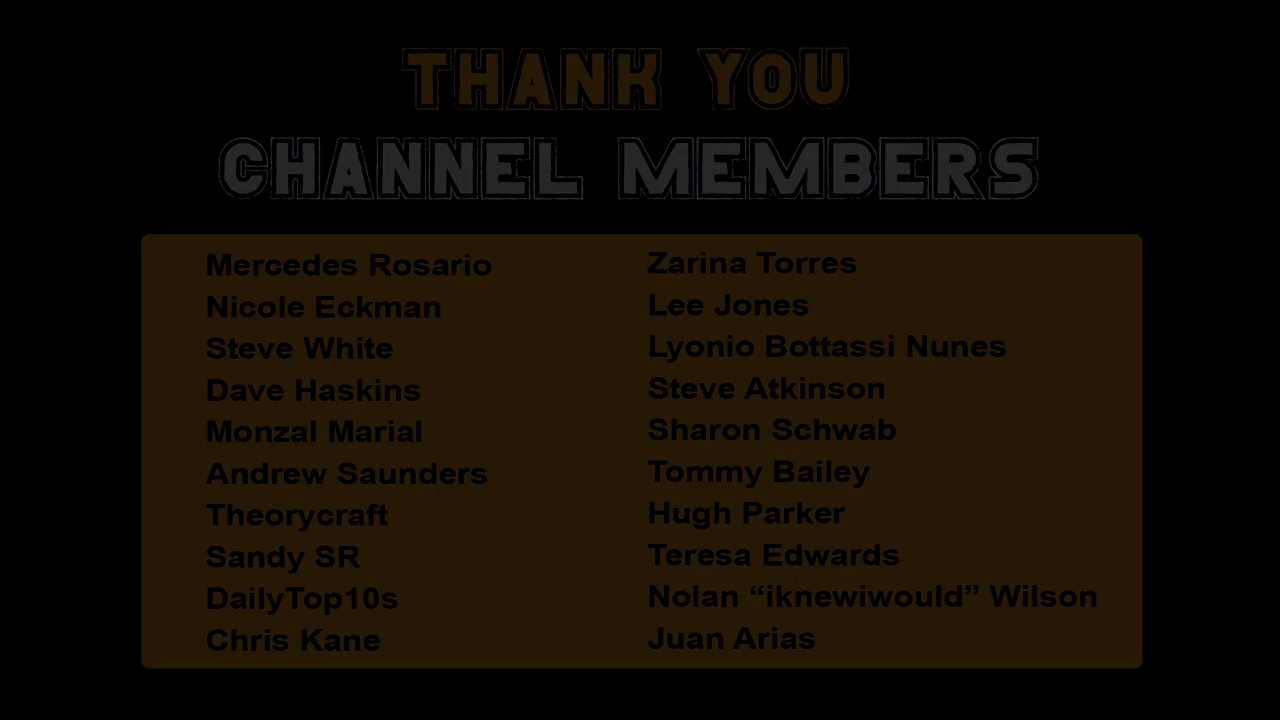 THANK YOU
CHANNEL MEMBERS
Mercedes Rosario
Nicole Eckman
Steve White
Dave Haskins
Monzal Marial
Andrew Saunders
Theorycraft
Sandy SR
DailyTop10s
Chris Kane
Zarina Torres
Lee Jones
Lyonio Bottassi Nunes
Steve Atkinson
Sharon Schwab
Tommy Bailey
Hugh Parker
Teresa Edwards
Nolan “iknewiwould” Wilson
Juan Arias